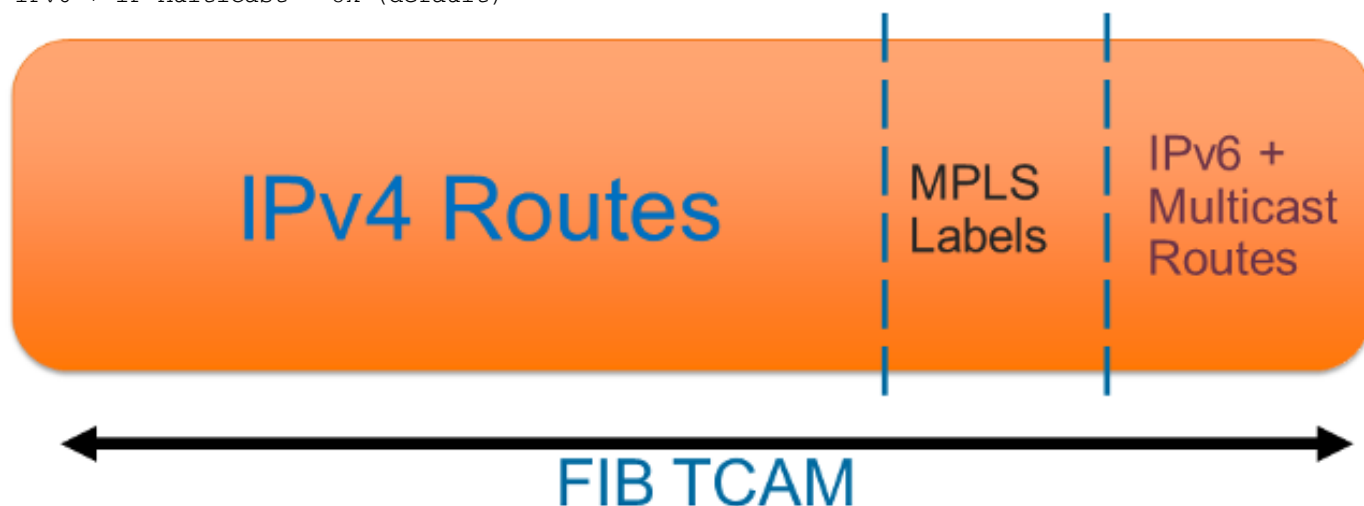 IPv4 Routes
MPLS
Labels
IPv6 +
Multicast
Routes
FIB TCAM